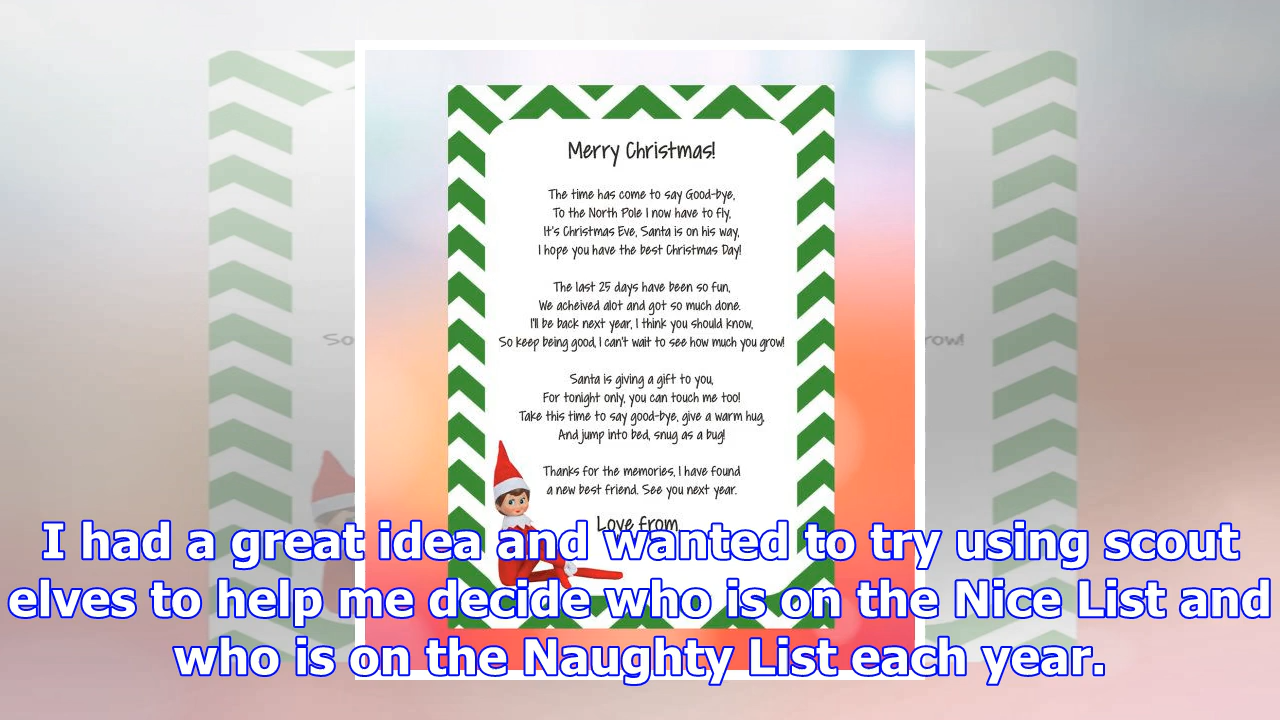 Merry Christmas!
The time has come to say Good-bye,
To the North Pole I now have to fly,
It's Christmas Eve, Santa is on his way,
I hope you have the best Christmas Day!
The last 25 days have been so fun,
We acheived alot and got so much done.
I'll be back next year, I think you should know,
So keep being good, I can't wait to see how much you grow!
Santa is giving a gift to you,
For tonight only, you can touch me too!
Take this time to say good-bye, give a warm hug,
And jump into bed, snug as a bug!
Thanks for the memories, I have found
a new best friend. See you next year.
Love from
So
row!
I had a great idea and wanted to try using scout
elves to help me decide who is on the Nice List and
who is on the Naughty List each year.